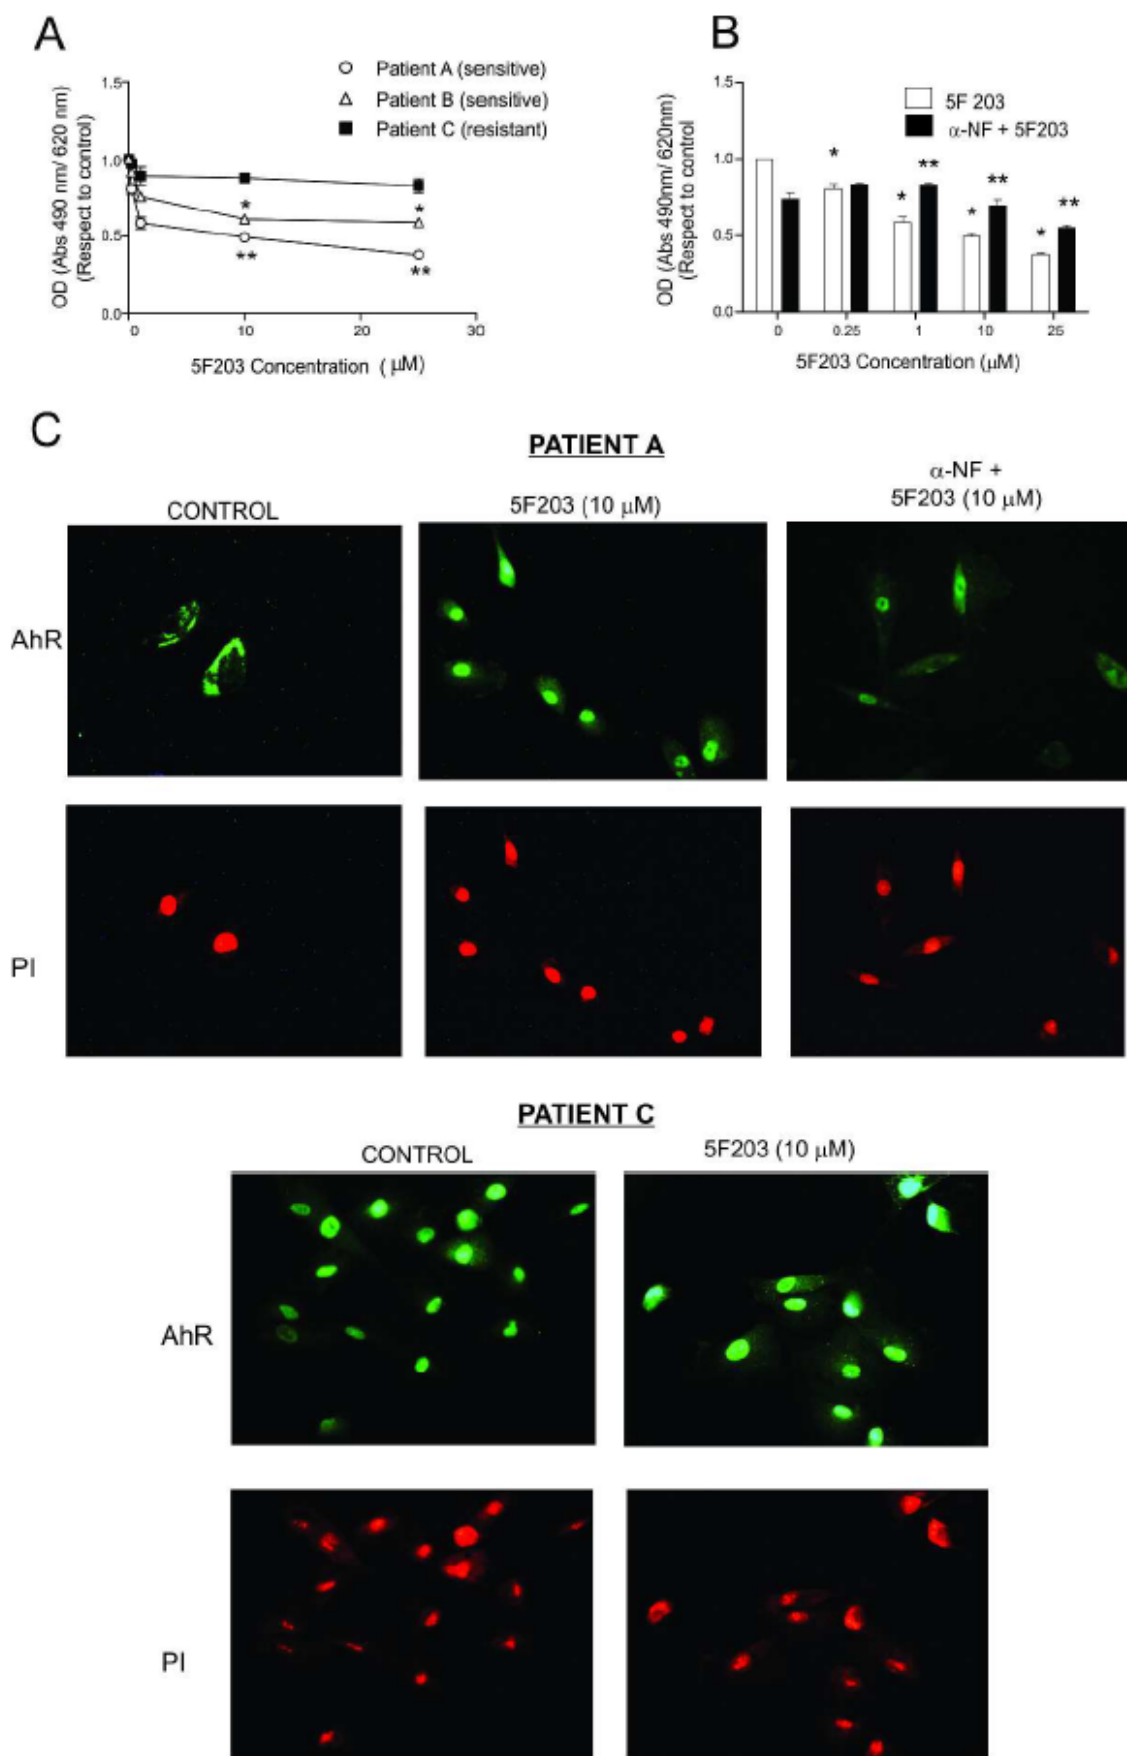 A
Patient A (sensitive)
Patient B (sensitive)
Patient C (resistant)
OD (Abs 490 nm/ 620 nm)
(Respect to control)
1.5
1.0
0.5
0.0
*
*
**
**
0
10
20
30
5F203 Concentration ( μM)
B
5F 203
α-NF + 5F203
OD (Abs 490nm/ 620nm)
(Respect to control
1.5
1.0
0.5
0.0
*
*
**
*
**
*
**
0
0.25
1
10
25
5F203 Concentration (μM)
C
PATIENT A
CONTROL
5F203 (10 μM)
α-NF +
5F203 (10 μM)
AhR
PI
PATIENT C
CONTROL
5F203 (10 μM)
AhR
PI